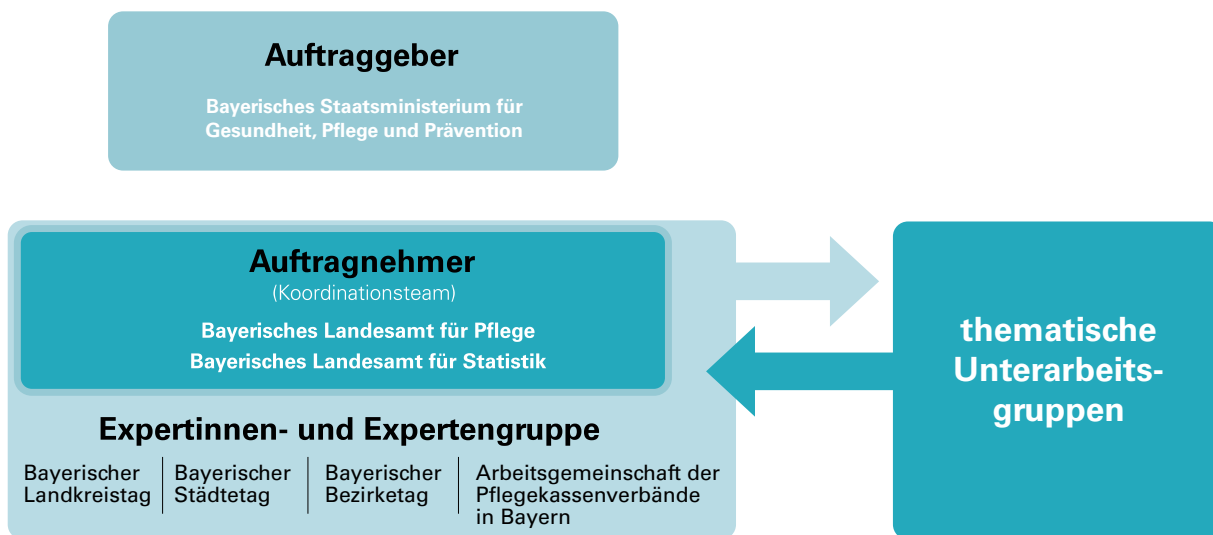 Auftraggeber
Bayerisches Staatsministerium für
Gesundheit, Pflege und Prävention
Auftragnehmer
(Koordinationsteam)
Bayerisches Landesamt für Pflege
Bayerisches Landesamt für Statistik
Expertinnen- und Expertengruppe
Bayerischer
Landkreistag
Bayerischer
Städtetag
Bayerischer
Bezirketag
Arbeitsgemeinschaft der
Pflegekassenverbände
in Bayern
thematische
Unterarbeits-
gruppen